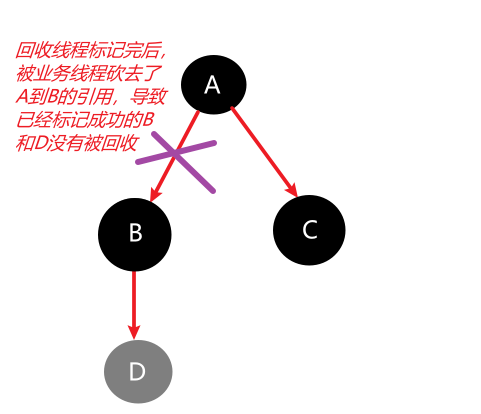 回收线程标记完后，
被业务线程砍去了
A到B的引用，导致
已经标记成功的B
和D没有被回收
A
B
C
D